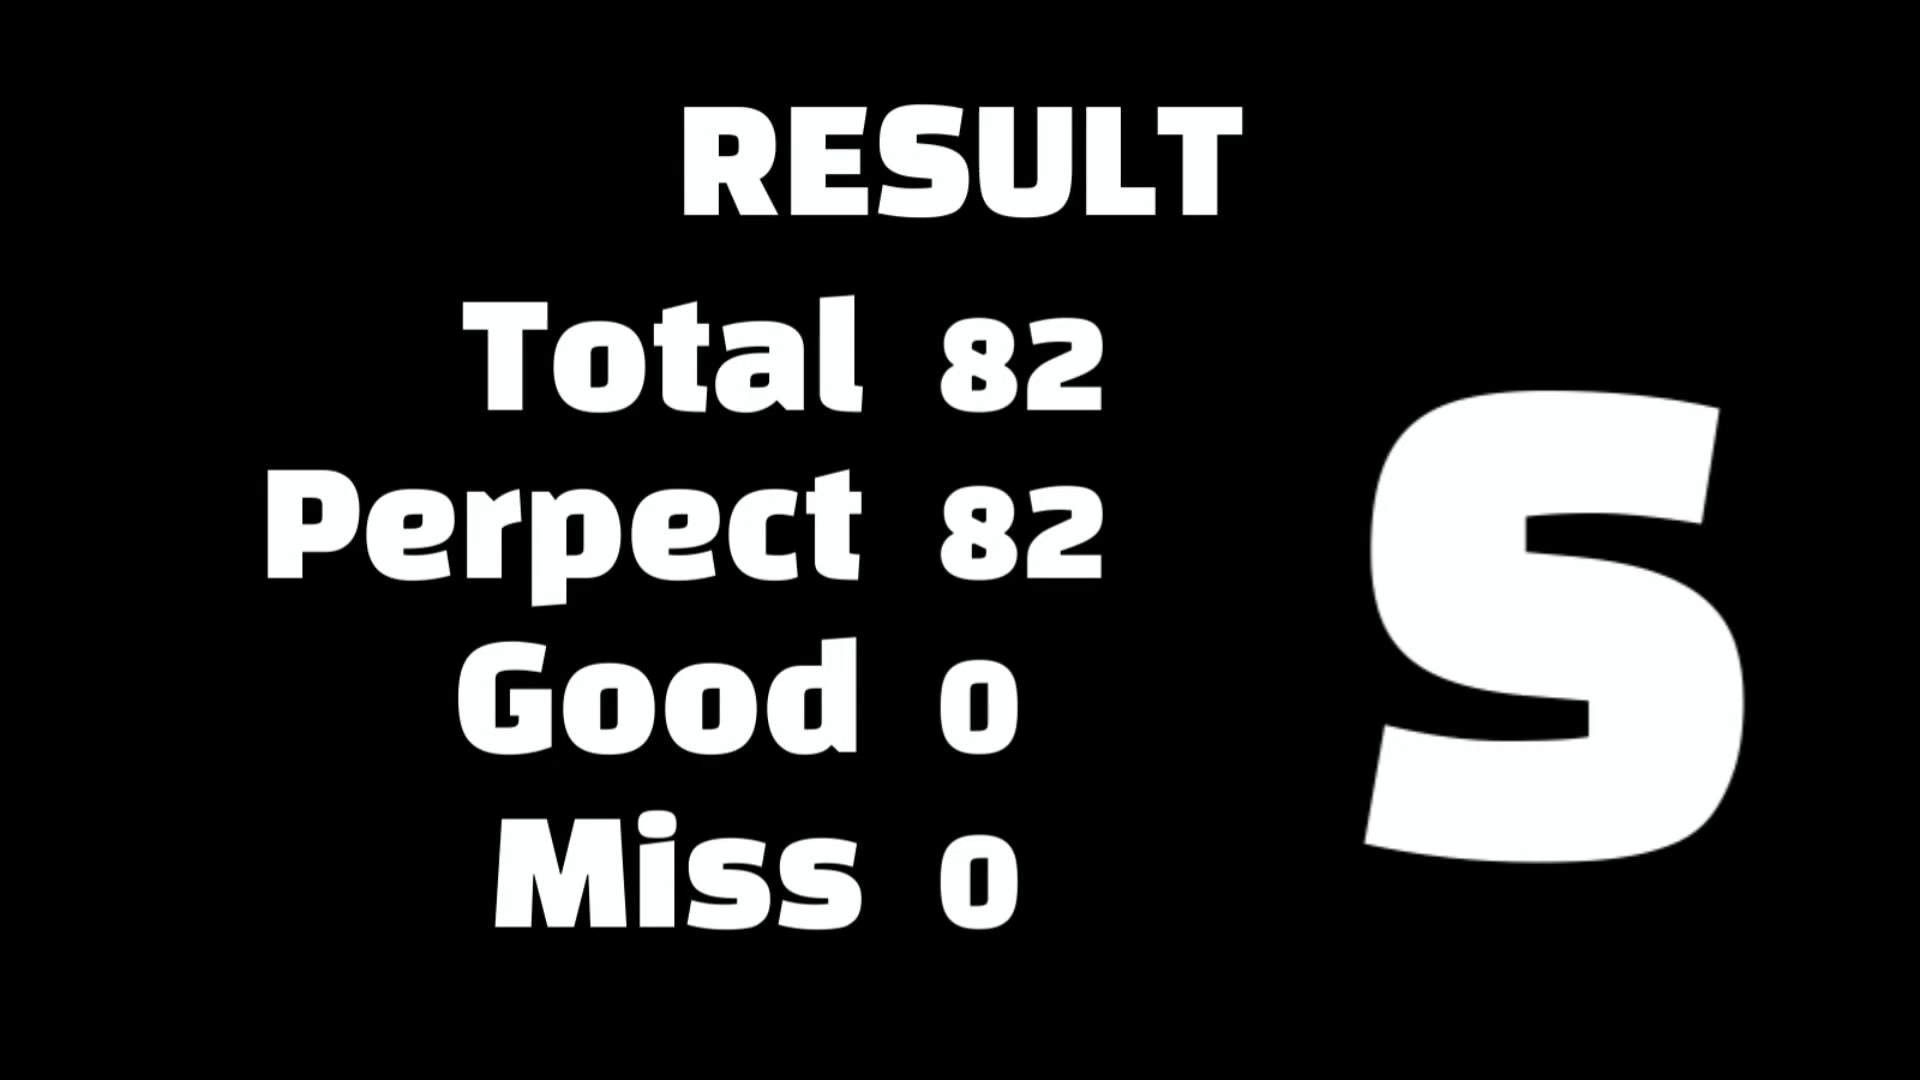 RESULT
Total 82
Perpect 82
Good 0
Miss 0
S